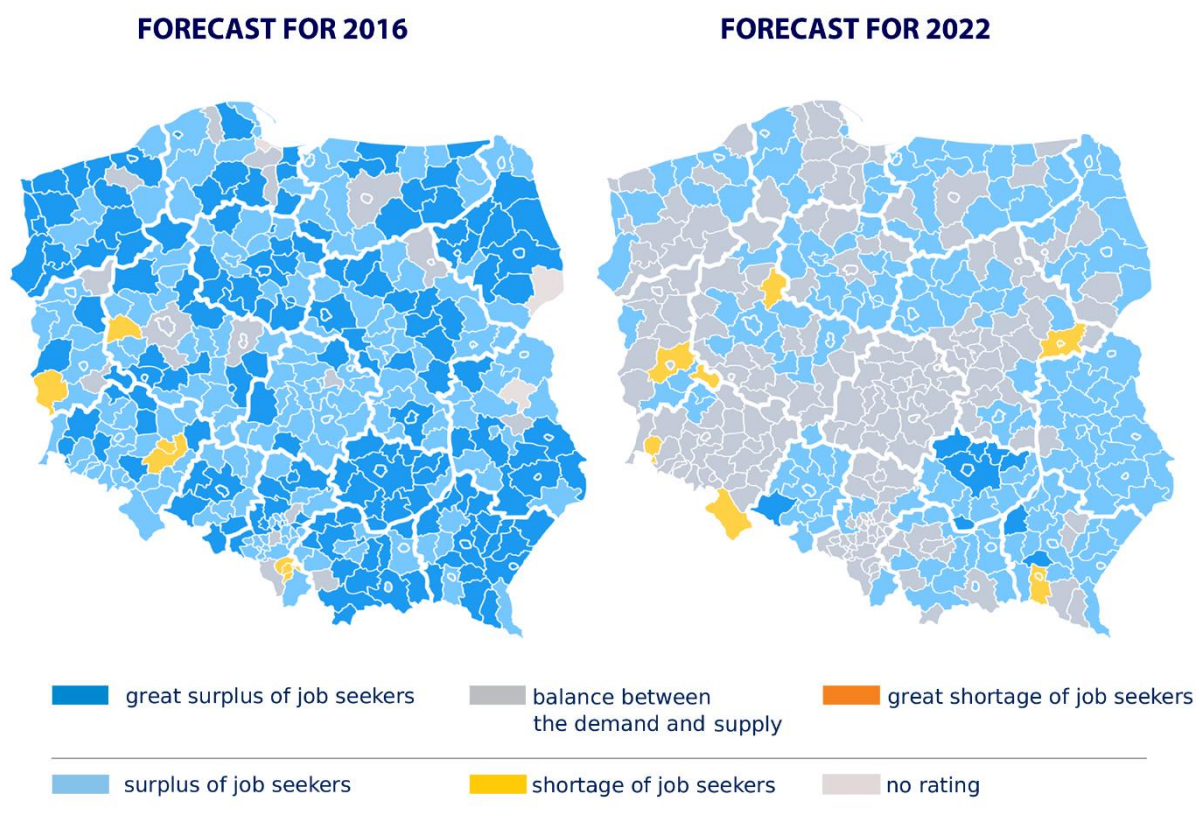 FORECAST FOR 2016
FORECAST FOR 2022
great surplus of job seekers
balance between
the demand and supply
great shortage of job seekers
surplus of job seekers
shortage of job seekers
no rating